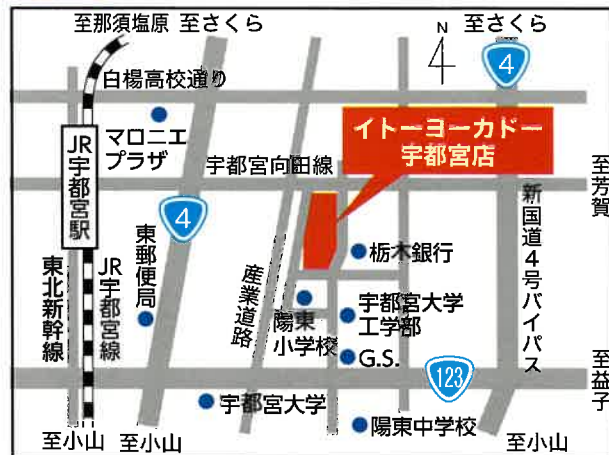 至那須塩原
至さくら
N
至さくら
4
白楊高校通り
マロニエ
プラザ
イトーヨーカドー
宇都宮店
JR宇都宮駅
宇都宮向田線
至芳賀
4
新国道4号バイパス
栃木銀行
東郵便局
産業道路
東北新幹線
JR宇都宮線
陽東
小学校
宇都宮大学
工学部
G.S.
123
至益子
宇都宮大学
陽東中学校
至小山
至小山
至小山